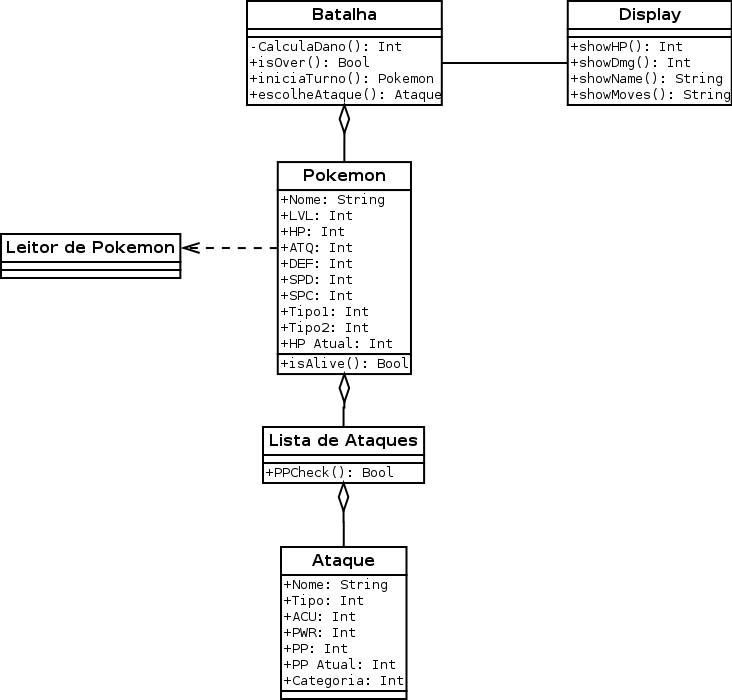 Batalha
-CalculaDano(): Int
+isOver(): Bool
+iniciaTurno(): Pokemon
+escolheAtaque(): Ataque
Display
+showHP(): Int
+showDmg(): Int
+showName(): String
+showMoves(): String
Pokemon
+Nome: String
+LVL: Int
+HP: Int
+ATQ: Int
+DEF: Int
+SPD: Int
+SPC: Int
+Tipo1: Int
+Tipo2: Int
+HP Atual: Int
+isAlive(): Bool
Leitor de Pokemon
Lista de Ataques
+PPCheck(): Bool
Ataque
+Nome: String
+Tipo: Int
+ACU: Int
+PWR: Int
+PP: Int
+PP Atual: Int
+Categoria: Int